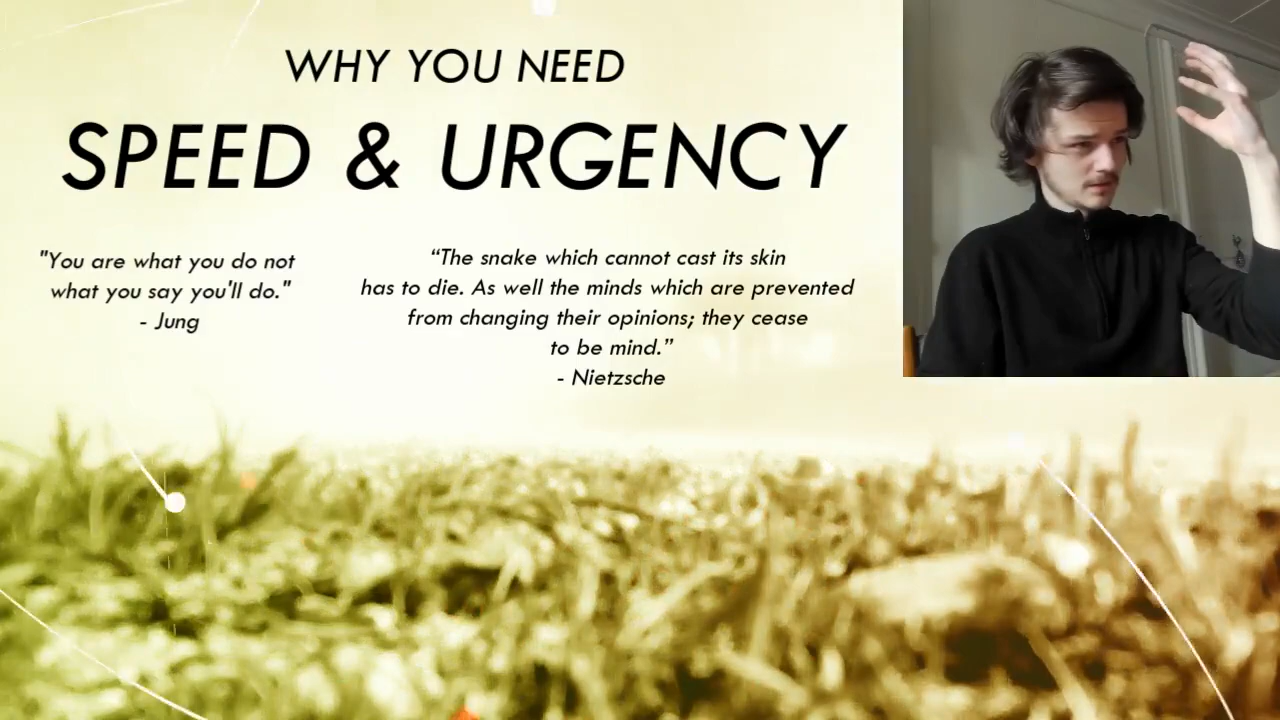 WHY YOU NEED
SPEED & URGENCY
"You are what you do not
what you say you'll do."
- Jung
“The snake which cannot cast its skin
has to die. As well the minds which are prevented
from changing their opinions; they cease
to be mind.”
- Nietzsche